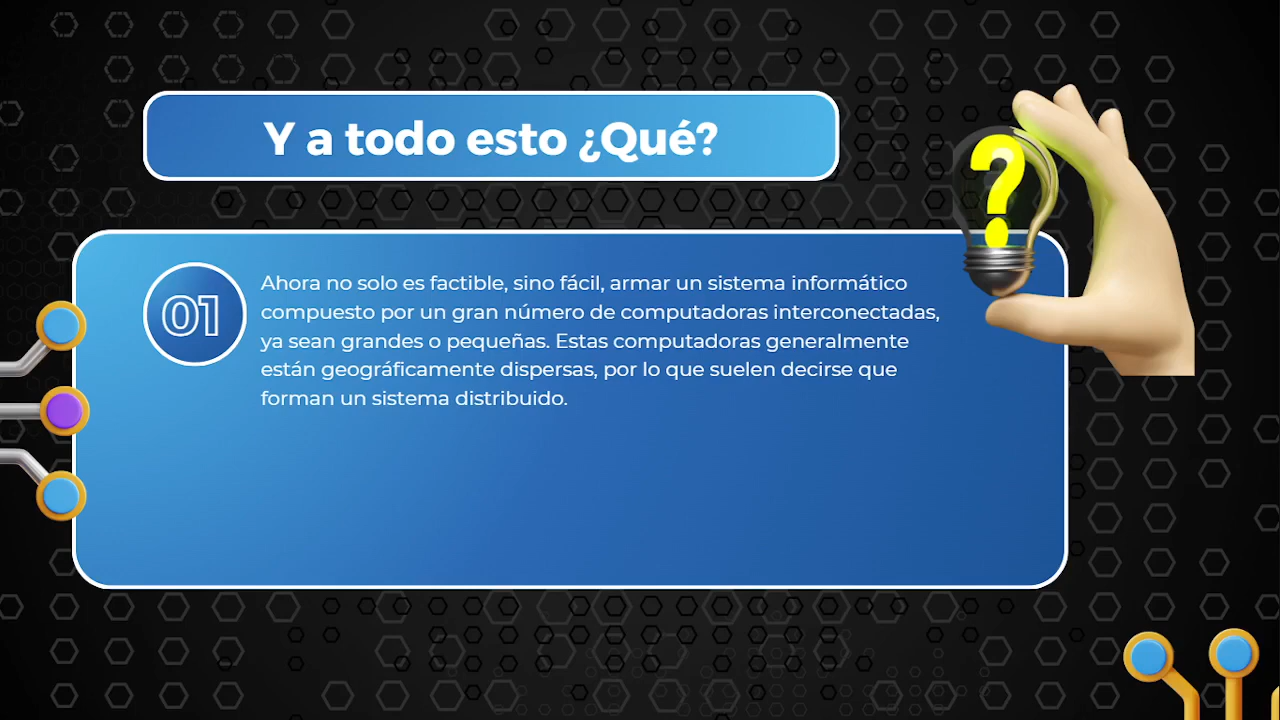 Y a todo esto ¿Qué?
01
Ahora no solo es factible, sino fácil, armar un sistema informático
compuesto por un gran número de computadoras interconectadas,
ya sean grandes o pequeñas. Estas computadoras generalmente
están geográficamente dispersas, por lo que suelen decirse que
forman un sistema distribuido.
?